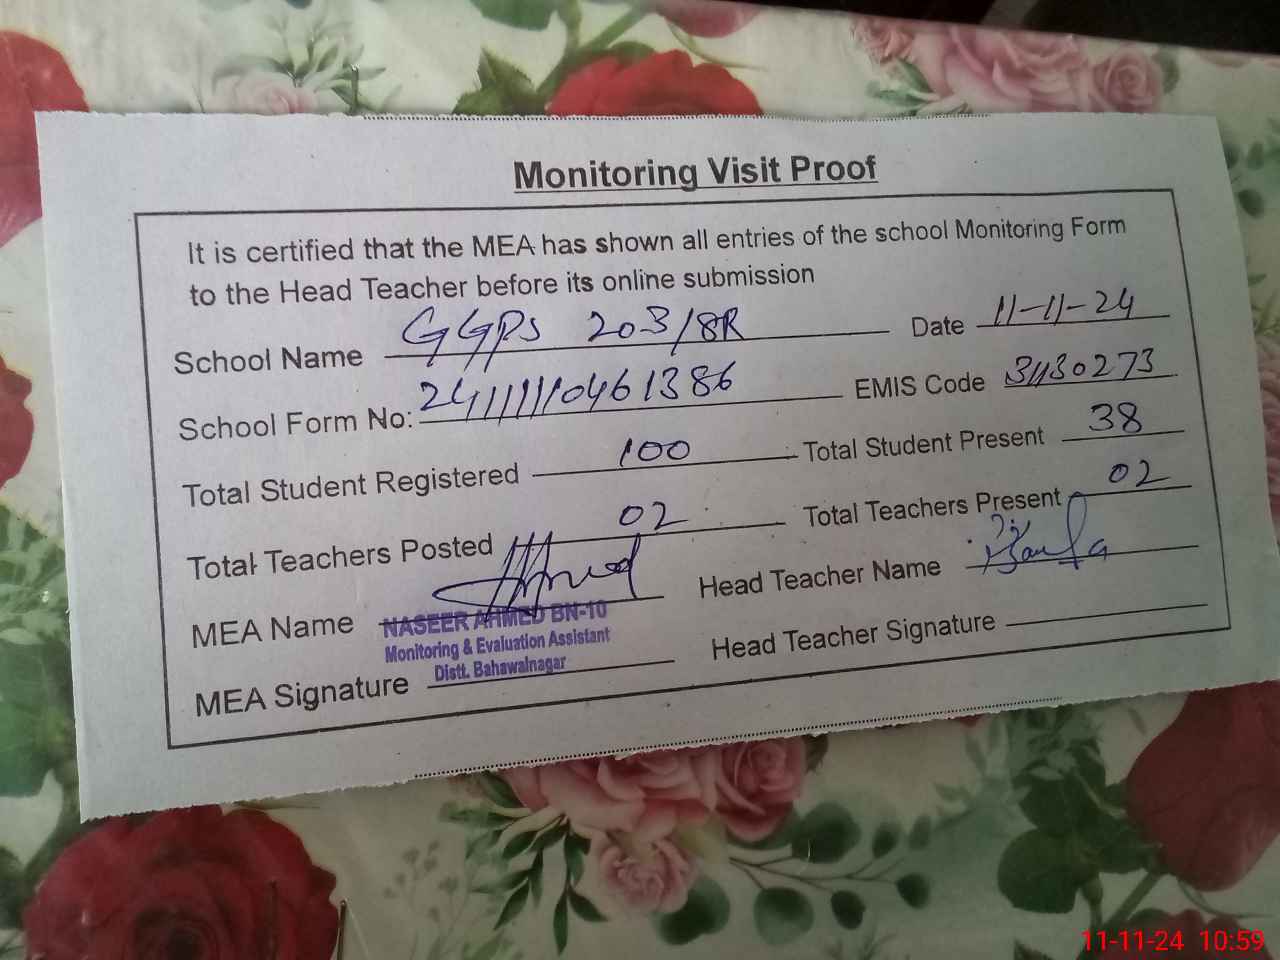 Monitoring Visit Proof
It is certified that the MEA has shown all entries of the school Monitoring Form
to the Head Teacher before its online submission
School Name GGPS 203/8R Date 11-11-24
School Form No: 24111110461386 EMIS Code 31130273
Total Student Registered 100 Total Student Present 38
Total Teachers Posted 02 Total Teachers Present 02
MEA Name Head Teacher Name
NASEER AHMED BN-10
Monitoring & Evaluation Assistant
Distt. Bahawalnagar
MEA Signature Head Teacher Signature
11-11-24 10:59